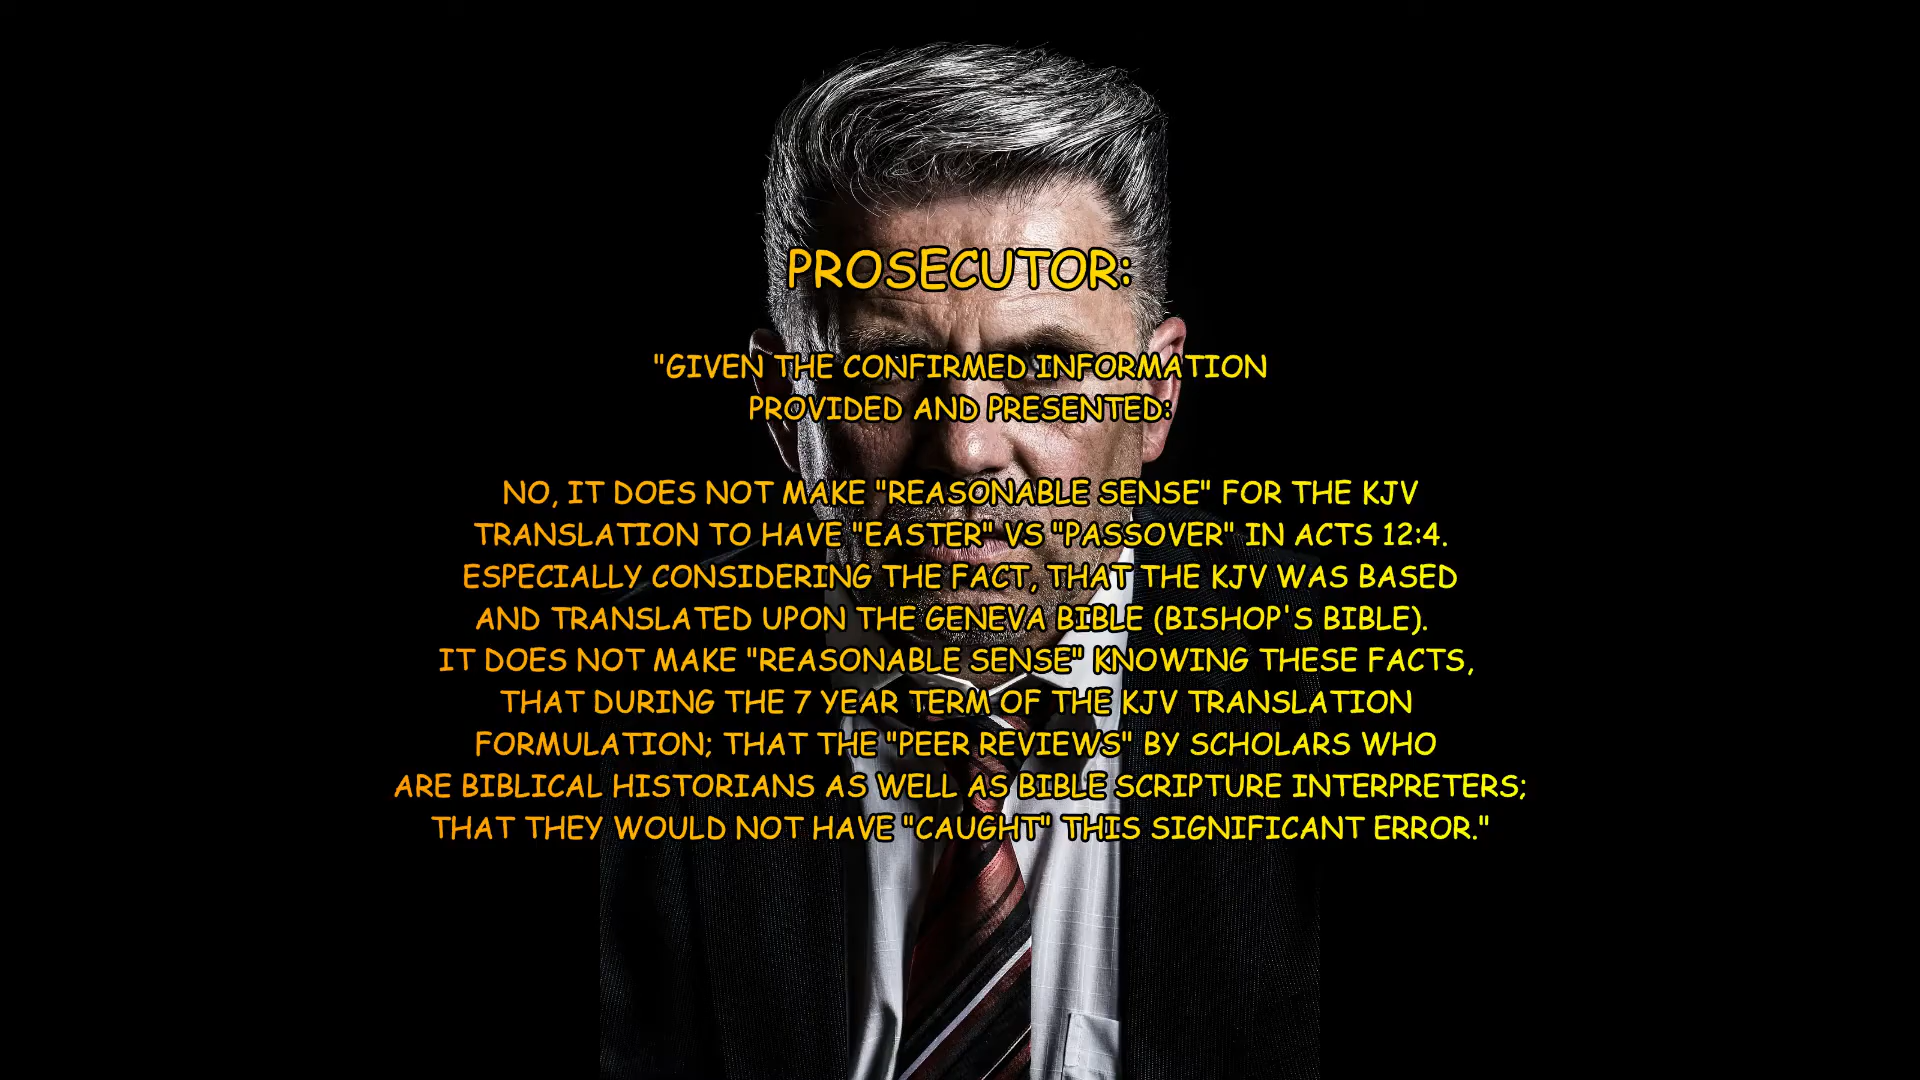 PROSECUTOR:
"GIVEN THE CONFIRMED INFORMATION
PROVIDED AND PRESENTED:
NO, IT DOES NOT MAKE "REASONABLE SENSE" FOR THE KJV
TRANSLATION TO HAVE "EASTER" VS "PASSOVER" IN ACTS 12:4.
ESPECIALLY CONSIDERING THE FACT, THAT THE KJV WAS BASED
AND TRANSLATED UPON THE GENEVA BIBLE (BISHOP'S BIBLE).
IT DOES NOT MAKE "REASONABLE SENSE" KNOWING THESE FACTS,
THAT DURING THE 7 YEAR TERM OF THE KJV TRANSLATION
FORMULATION; THAT THE "PEER REVIEWS" BY SCHOLARS WHO
ARE BIBLICAL HISTORIANS AS WELL AS BIBLE SCRIPTURE INTERPRETERS;
THAT THEY WOULD NOT HAVE "CAUGHT" THIS SIGNIFICANT ERROR."